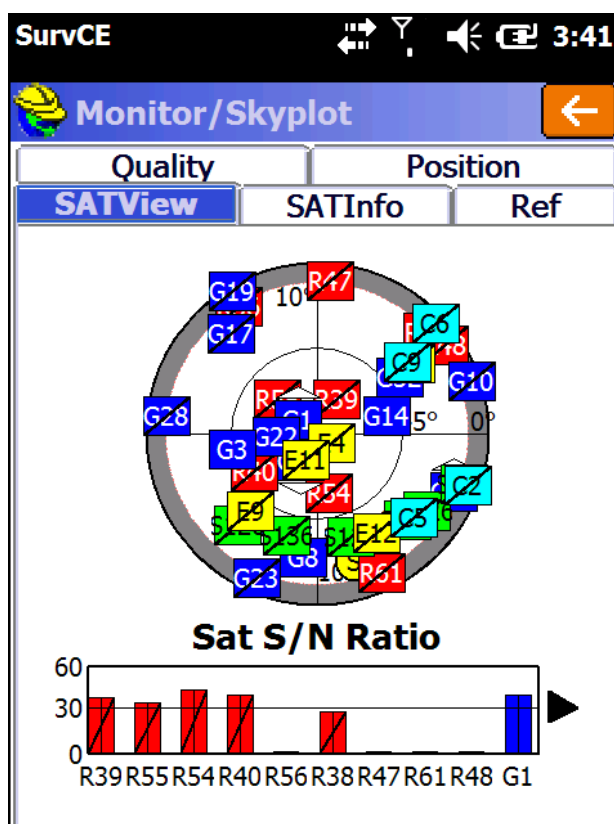 SurvCE 3:41
Monitor/Skyplot
Quality Position
SATView SATInfo Ref
G19 R47
10°
G17 C6
C9
G28 R39 G14 5° 0° G10
G1
G22 E4
G3 E11
R40 R54 C2
E9 C5
S136 E12
G8
G23 R61
Sat S/N Ratio
60
30
0
R39 R55 R54 R40 R56 R38 R47 R61 R48 G1